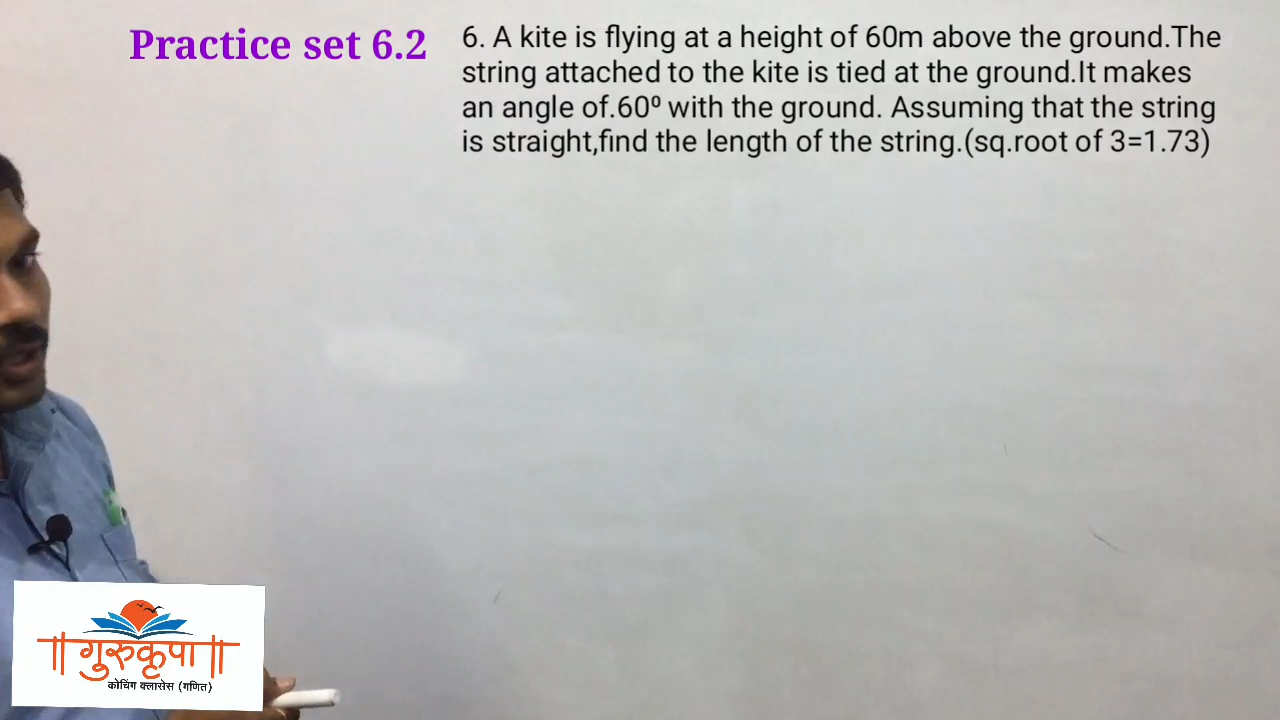 Practice set 6.2
6. A kite is flying at a height of 60m above the ground.The
string attached to the kite is tied at the ground.It makes
an angle of.60⁰ with the ground. Assuming that the string
is straight,find the length of the string.(sq.root of 3=1.73)
||गुरुकृपा||
कोचिंग क्लासेस (गणित)